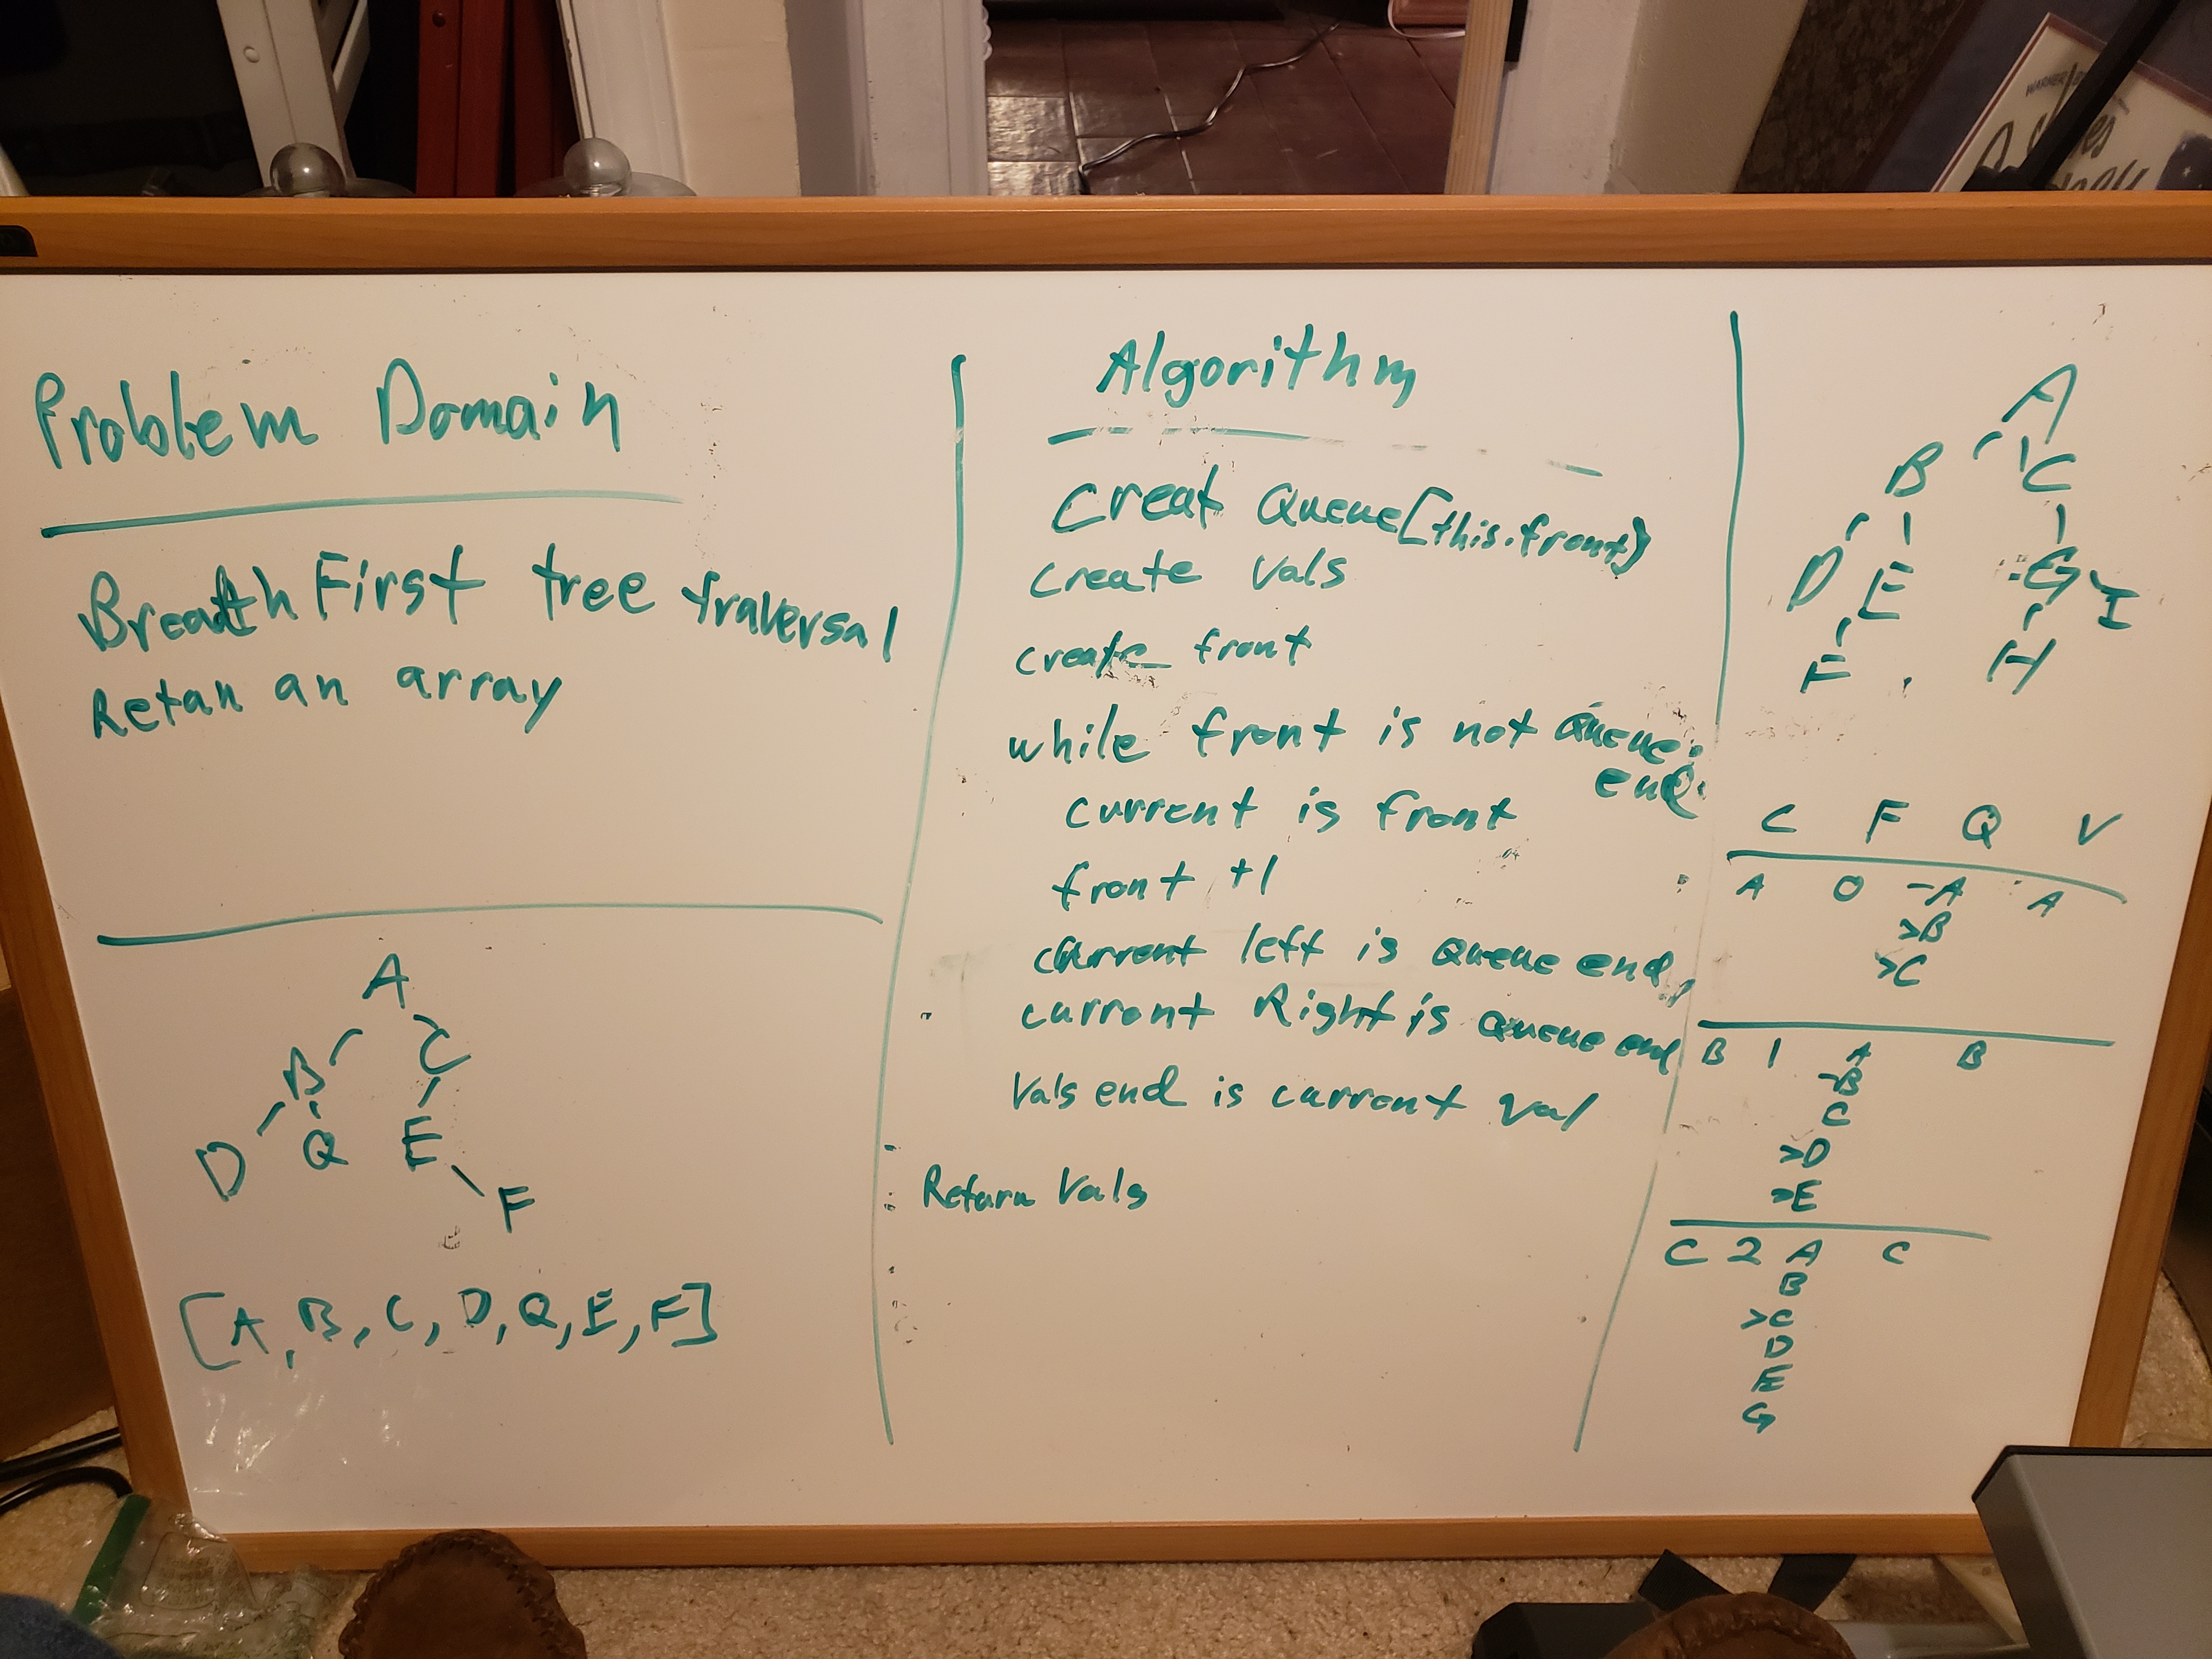 Problem Domain
Breadth First tree traversal
Retan an array
A
B C
D Q E
F
[A, B, C, D, Q, E, F]
Algorithm
Creat Queue[this.front]
Create Vals
create front
while front is not Queue.
end.
current is front
front +1
current left is Queue end,
current Right is Queue end
Vals end is current val
Return Vals
A
B C
D E G I
F H
C F Q V
A 0 -A A
>B
>C
B 1 A B
-B
C
>D
>E
C 2 A C
B
>C
D
E
G